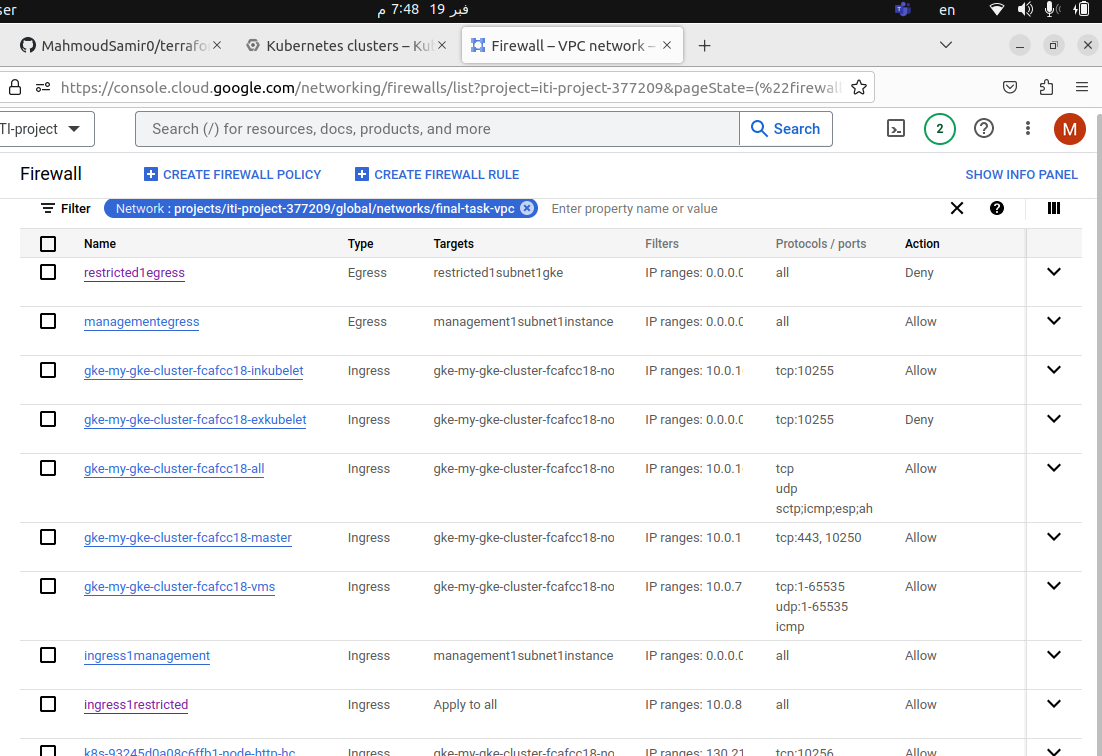 ser
م 7:48 19 فبر
en
MahmoudSamir0/terrafo
Kubernetes clusters – Ku
Firewall – VPC network –
https://console.cloud.google.com/networking/firewalls/list?project=iti-project-377209&pageState=(%22firewall
TI-project
Search (/) for resources, docs, products, and more
Search
2
M
Firewall
CREATE FIREWALL POLICY
CREATE FIREWALL RULE
SHOW INFO PANEL
Filter
Network : projects/iti-project-377209/global/networks/final-task-vpc
Enter property name or value
Name Type Targets Filters Protocols / ports Action
restricted1egress Egress restricted1subnet1gke IP ranges: 0.0.0.0 all Deny
managementegress Egress management1subnet1instance IP ranges: 0.0.0.0 all Allow
gke-my-gke-cluster-fcafcc18-inkubelet Ingress gke-my-gke-cluster-fcafcc18-no IP ranges: 10.0.10 tcp:10255 Allow
gke-my-gke-cluster-fcafcc18-exkubelet Ingress gke-my-gke-cluster-fcafcc18-no IP ranges: 0.0.0.0 tcp:10255 Deny
gke-my-gke-cluster-fcafcc18-all Ingress gke-my-gke-cluster-fcafcc18-no IP ranges: 10.0.10 tcp Allow
udp
sctp;icmp;esp;ah
gke-my-gke-cluster-fcafcc18-master Ingress gke-my-gke-cluster-fcafcc18-no IP ranges: 10.0.1 tcp:443, 10250 Allow
gke-my-gke-cluster-fcafcc18-vms Ingress gke-my-gke-cluster-fcafcc18-no IP ranges: 10.0.7 tcp:1-65535 Allow
udp:1-65535
icmp
ingress1management Ingress management1subnet1instance IP ranges: 0.0.0.0 all Allow
ingress1restricted Ingress Apply to all IP ranges: 10.0.8 all Allow
k8s-93245d0a08c6ffb1-node-http-hc Ingress gke-my-gke-cluster-fcafcc18-no IP ranges: 130.21 tcp:10256 Allow